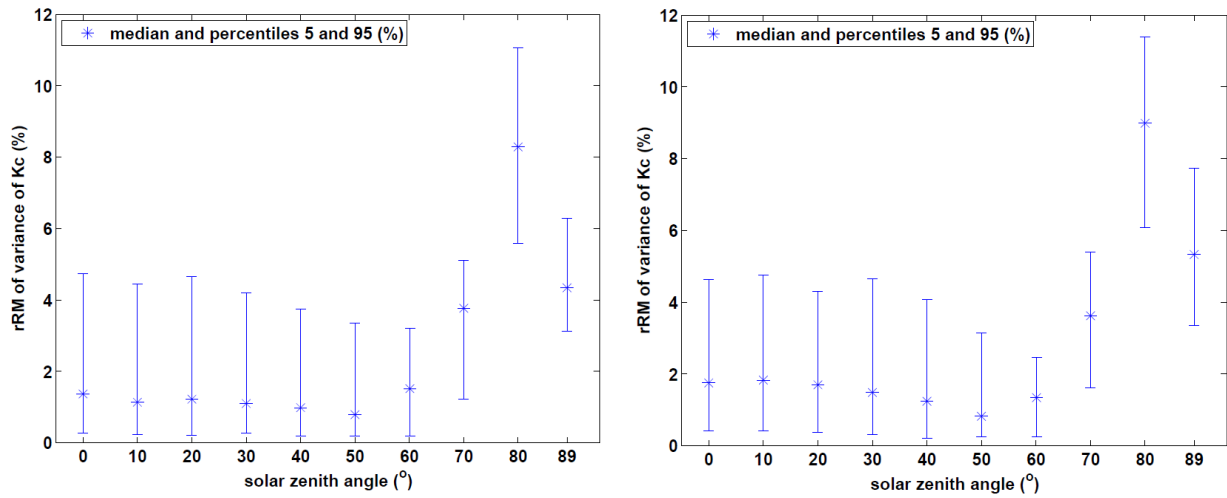 12
10
8
6
4
2
0
rRM of variance of Kc (%)
median and percentiles 5 and 95 (%)
0 10 20 30 40 50 60 70 80 89
solar zenith angle (o)
12
10
8
6
4
2
0
rRM of variance of Kc (%)
median and percentiles 5 and 95 (%)
0 10 20 30 40 50 60 70 80 89
solar zenith angle (o)